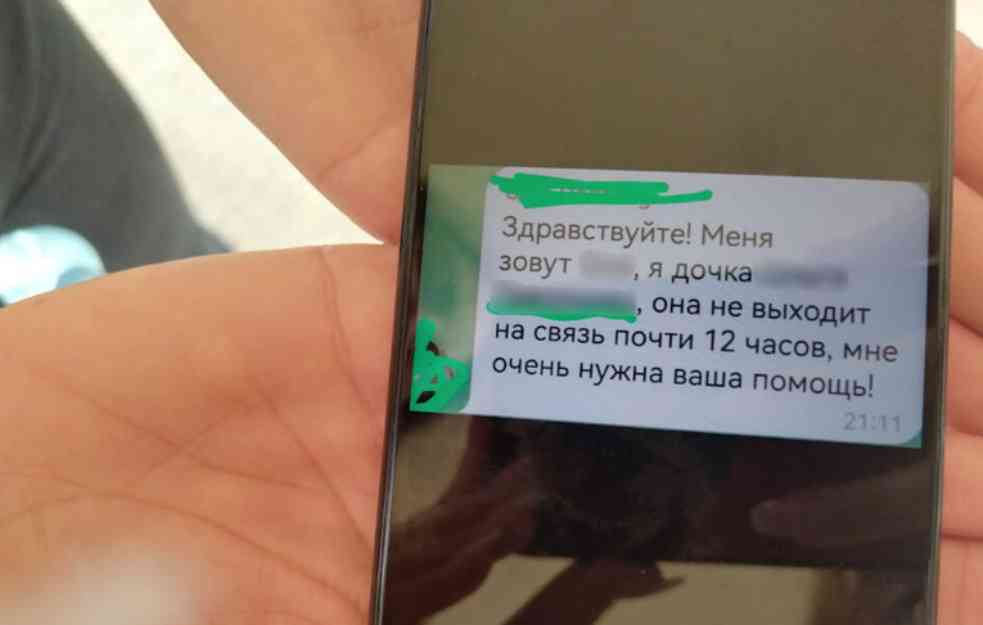 Здравствуйте! Меня
зовут , я дочка
, она не выходит
на связь почти 12 часов, мне
очень нужна ваша помощь!
21:11